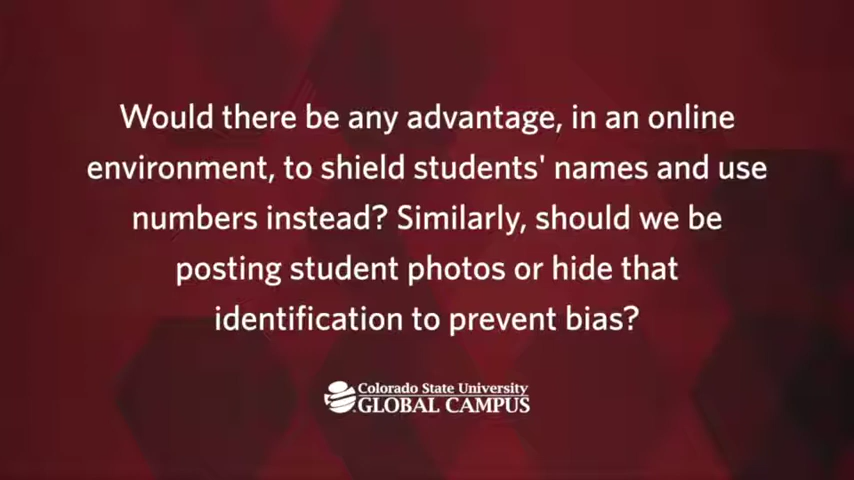 Would there be any advantage, in an online
environment, to shield students' names and use
numbers instead? Similarly, should we be
posting student photos or hide that
identification to prevent bias?
Colorado State University
GLOBAL CAMPUS